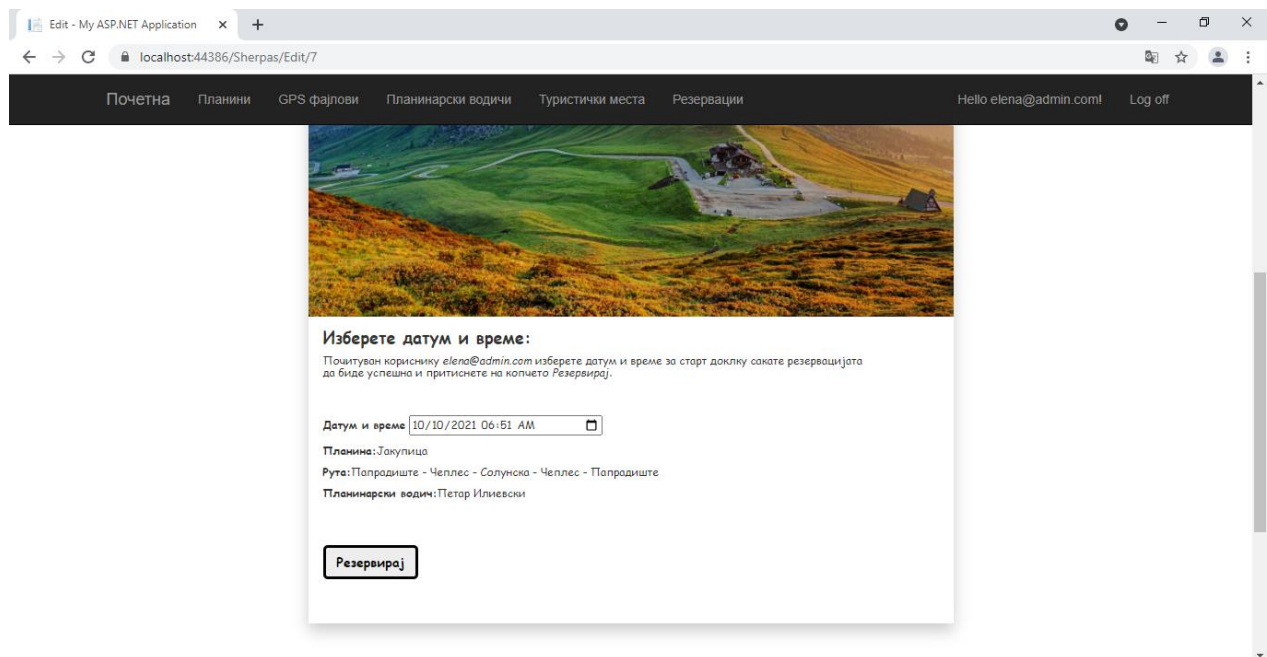 Edit - My ASP.NET Application
localhost:44386/Sherpas/Edit/7
Почетна Планини GPS фајлови Планинарски водичи Туристички места Резервации Hello elena@admin.com! Log off
Изберете датум и време:
Почитуван кориснику elena@admin.com изберете датум и време за старт доклку сакате резервацијата
да биде успешна и притиснете на копчето Резервирај.
Датум и време 10/10/2021 06:51 AM
Планина:Јакупица
Рута:Папрадиште - Чеплес - Солунска - Чеплес - Папрадиште
Планинарски водич:Петар Илиевски
Резервирај